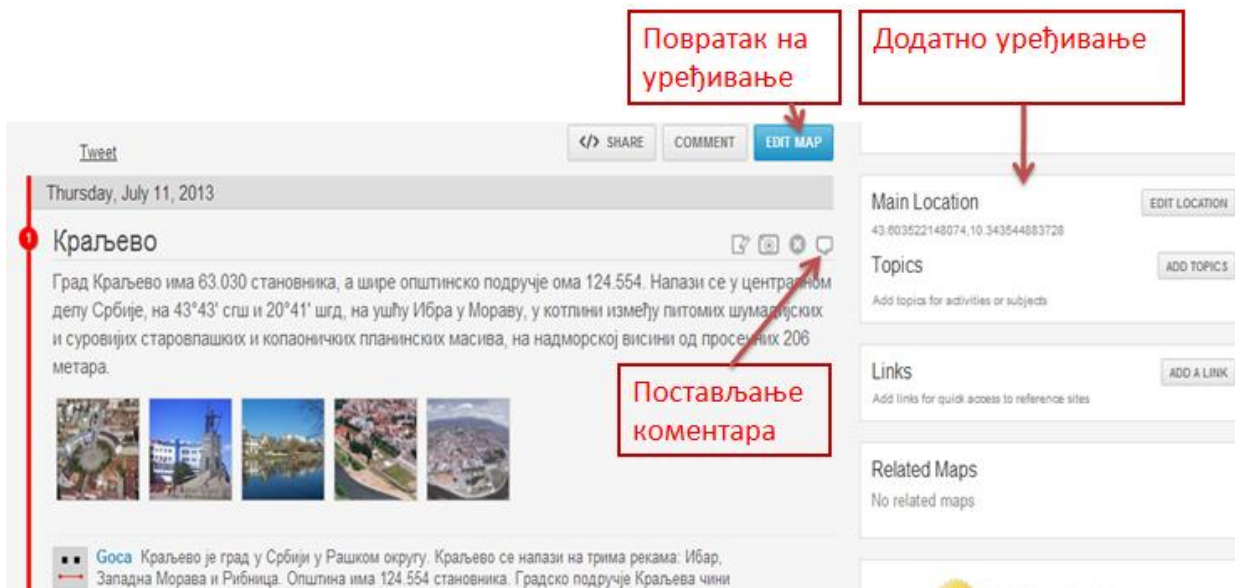 Повратак на
уређивање
Додатно уређивање
Tweet
</> SHARE
COMMENT
EDIT MAP
Thursday, July 11, 2013
1
Краљево
Град Краљево има 63.030 становника, а шире општинско подручје ома 124.554. Налази се у централном
делу Србије, на 43°43' сгш и 20°41' шгд, на ушћу Ибра у Мораву, у котлини између питомих шумадијских
и суровијих старовлашких и копаоничких планинских масива, на надморској висини од просечних 206
метара.
Постављање
коментара
Goca Краљево је град у Србији у Рашком округу. Краљево се налази на трима рекама: Ибар,
Западна Морава и Рибница. Општина има 124.554 становника. Градско подручје Краљева чини
Main Location
EDIT LOCATION
43.603522148074,10.343544883728
Topics
ADD TOPICS
Add topics for activities or subjects
Links
ADD A LINK
Add links for quick access to reference sites
Related Maps
No related maps